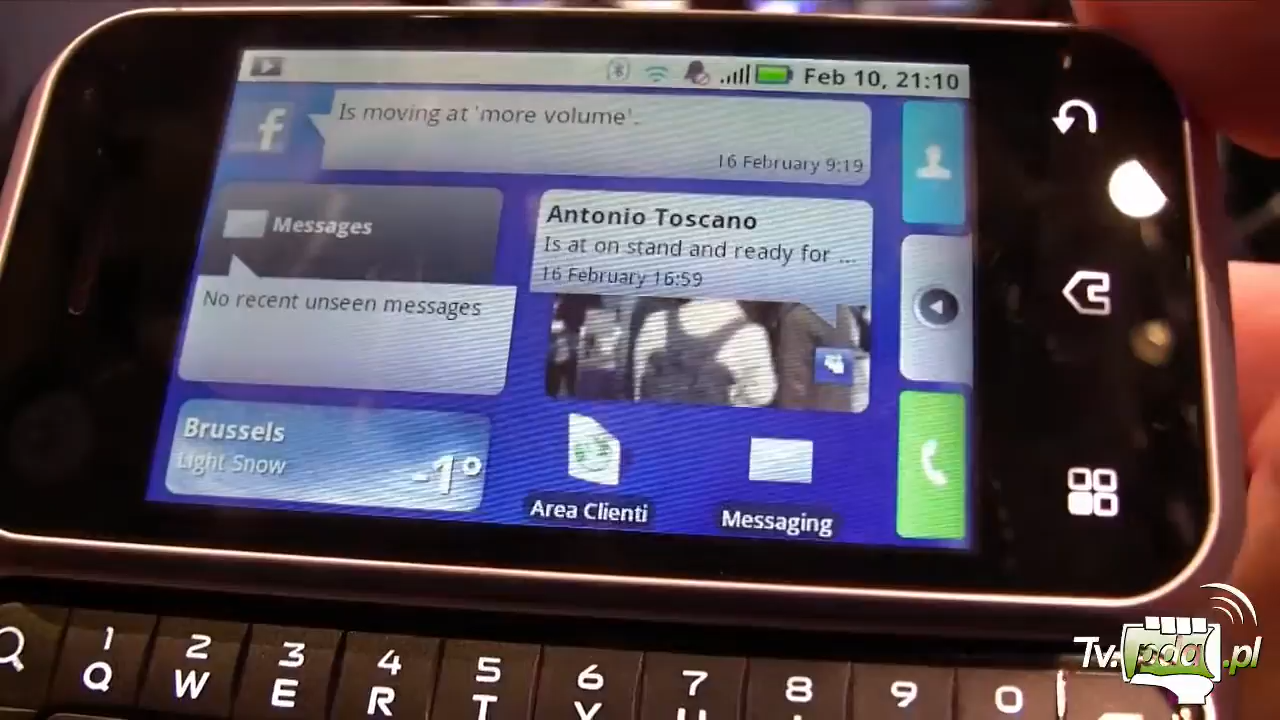 Feb 10, 21:10
f
Is moving at 'more volume'.
16 February 9:19
Messages
No recent unseen messages
Antonio Toscano
Is at on stand and ready for ...
16 February 16:59
Brussels
Light Snow
-1°
Area Clienti
Messaging
1 2 3 4 5 6 7 8 9 0
Q W E R T Y U
Tv.pda.pl